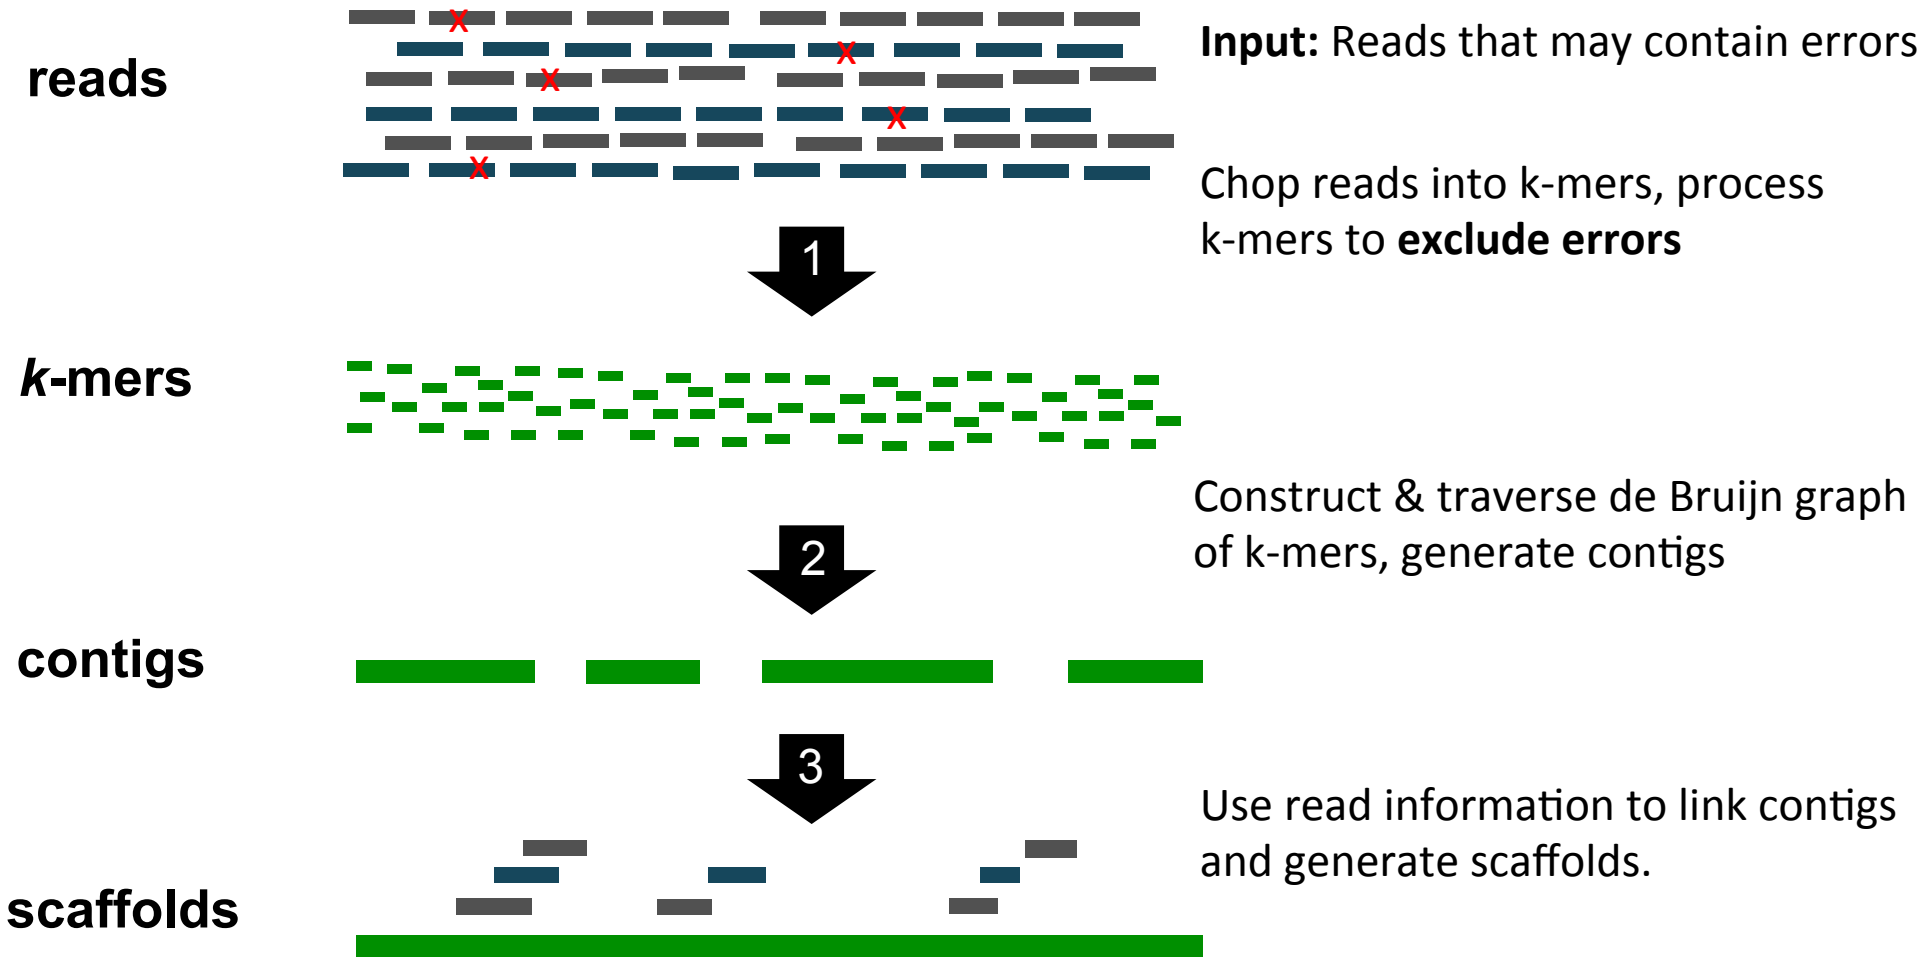 Input: Reads that may contain errors
reads
X
X
X
X
X
Chop reads into k-mers, process
k-mers to exclude errors
1
k-mers
Construct & traverse de Bruijn graph
of k-mers, generate contigs
2
contigs
3
Use read information to link contigs
and generate scaffolds.
scaffolds